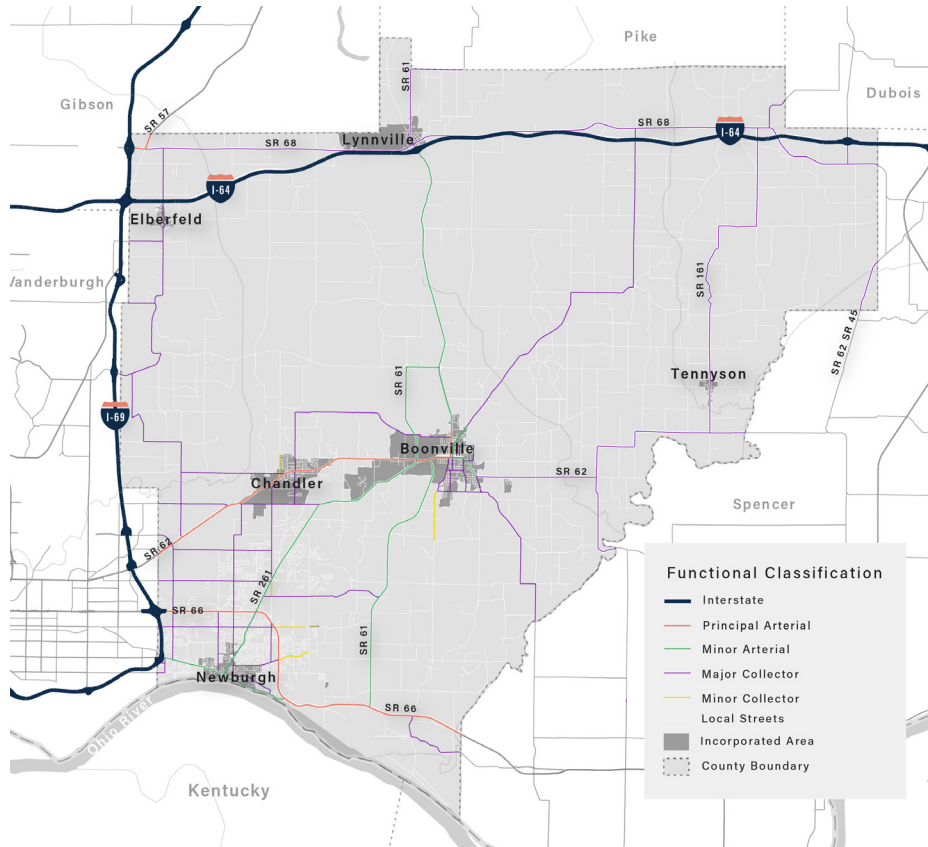 Pike
Gibson
Dubois
SR 61
SR 57
SR 68
SR 68
Lynnville
I-64
I-64
Elberfeld
Vanderburgh
SR 161
SR 62 SR 45
SR 61
Tennyson
I-69
Boonville
SR 62
Chandler
Spencer
SR 62
SR 261
SR 66
SR 61
Newburgh
SR 66
Ohio River
Kentucky
Functional Classification
Interstate
Principal Arterial
Minor Arterial
Major Collector
Minor Collector
Local Streets
Incorporated Area
County Boundary